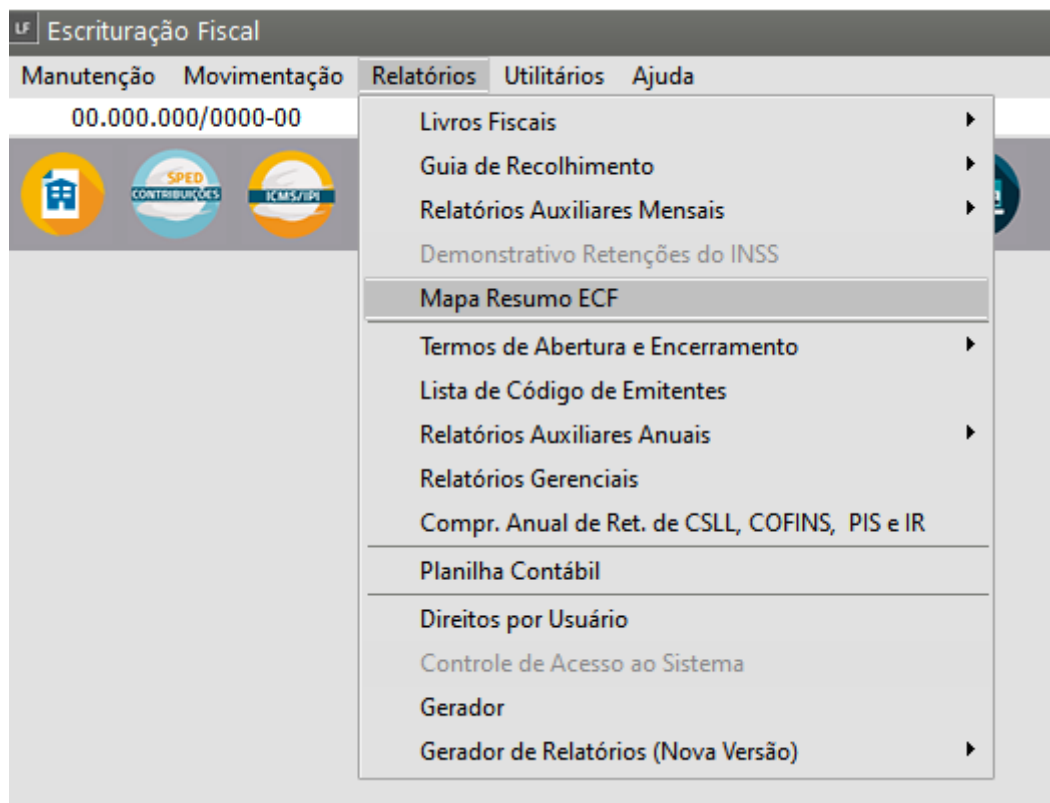 LF Escrituração Fiscal
Manutenção Movimentação Relatórios Utilitários Ajuda
00.000.000/0000-00
SPED
CONTRIBUIÇÕES
ICMS/IPI
Livros Fiscais
Guia de Recolhimento
Relatórios Auxiliares Mensais
Demonstrativo Retenções do INSS
Mapa Resumo ECF
Termos de Abertura e Encerramento
Lista de Código de Emitentes
Relatórios Auxiliares Anuais
Relatórios Gerenciais
Compr. Anual de Ret. de CSLL, COFINS, PIS e IR
Planilha Contábil
Direitos por Usuário
Controle de Acesso ao Sistema
Gerador
Gerador de Relatórios (Nova Versão)